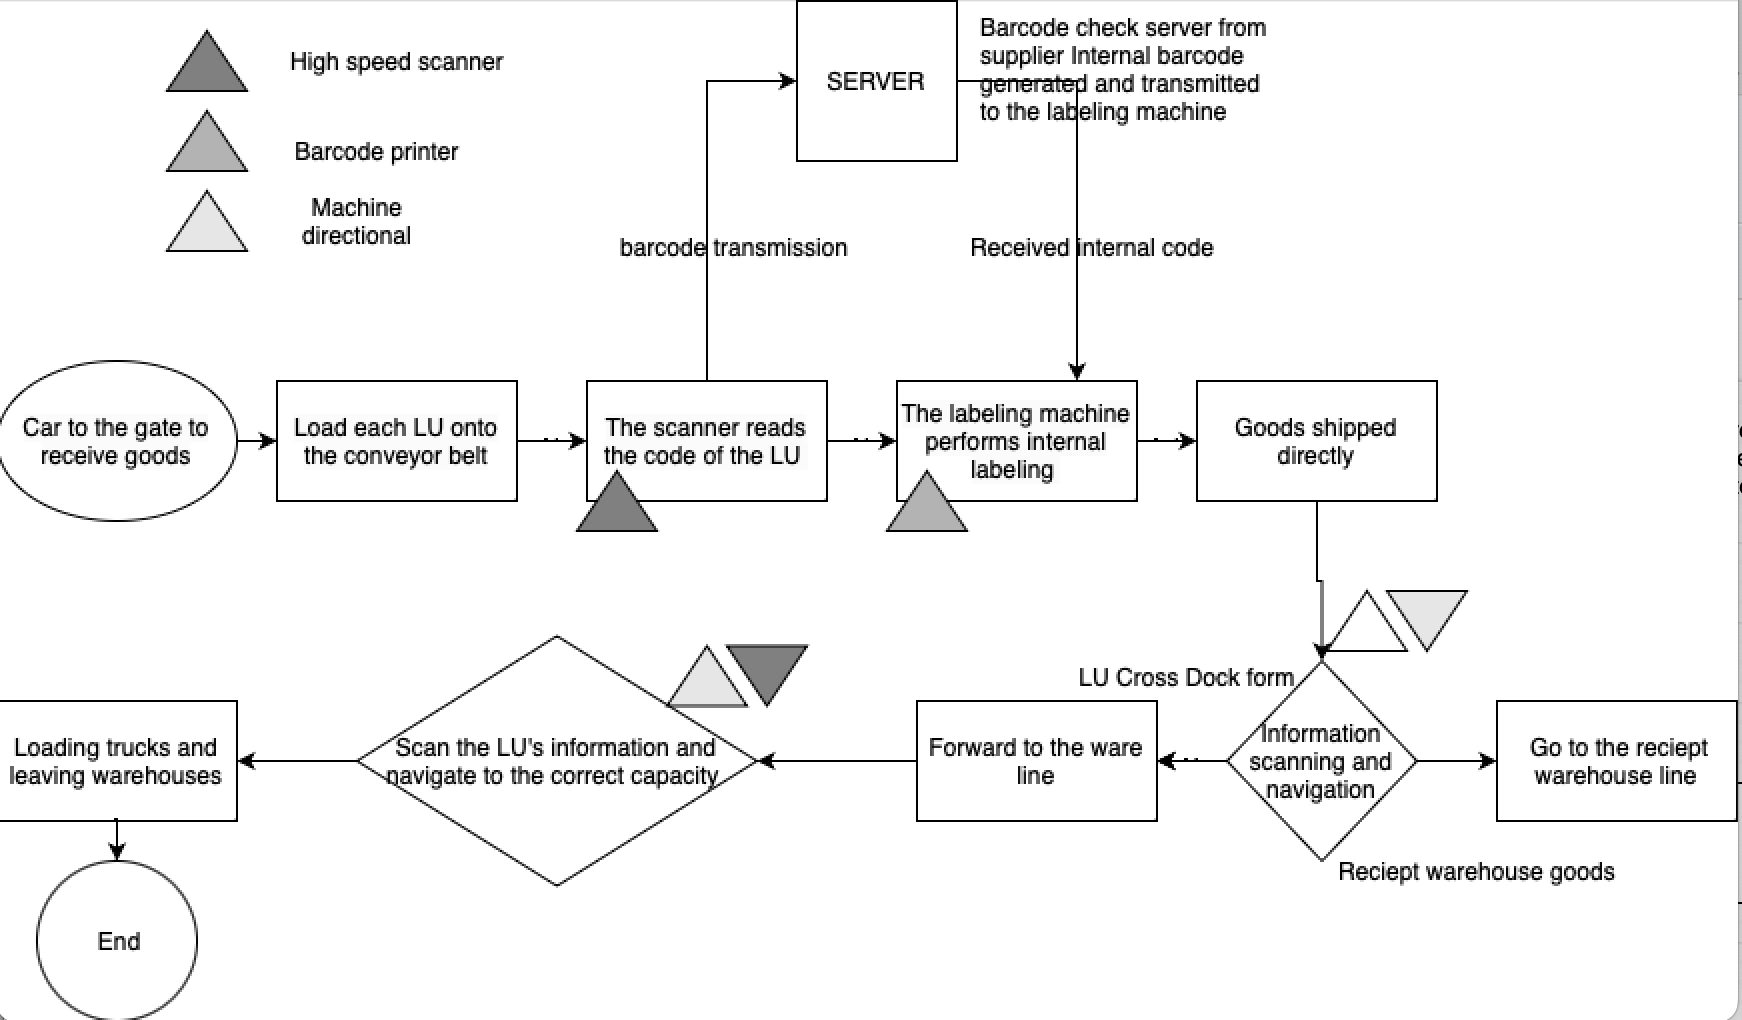 High speed scanner
Barcode printer
Machine
directional
SERVER
Barcode check server from
supplier Internal barcode
generated and transmitted
to the labeling machine
barcode transmission
Received internal code
Car to the gate to
receive goods
Load each LU onto
the conveyor belt
The scanner reads
the code of the LU
The labeling machine
performs internal
labeling
Goods shipped
directly
LU Cross Dock form
Information
scanning and
navigation
Go to the reciept
warehouse line
Reciept warehouse goods
Forward to the ware
line
Scan the LU's information and
navigate to the correct capacity
Loading trucks and
leaving warehouses
End